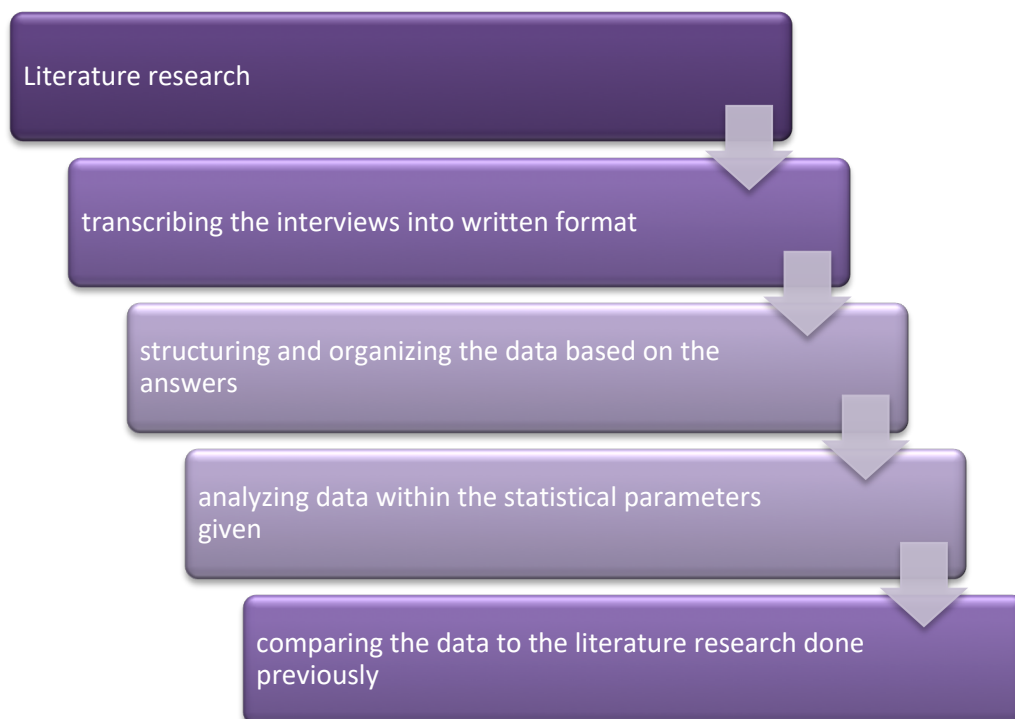 Literature research
transcribing the interviews into written format
structuring and organizing the data based on the
answers
analyzing data within the statistical parameters
given
comparing the data to the literature research done
previously